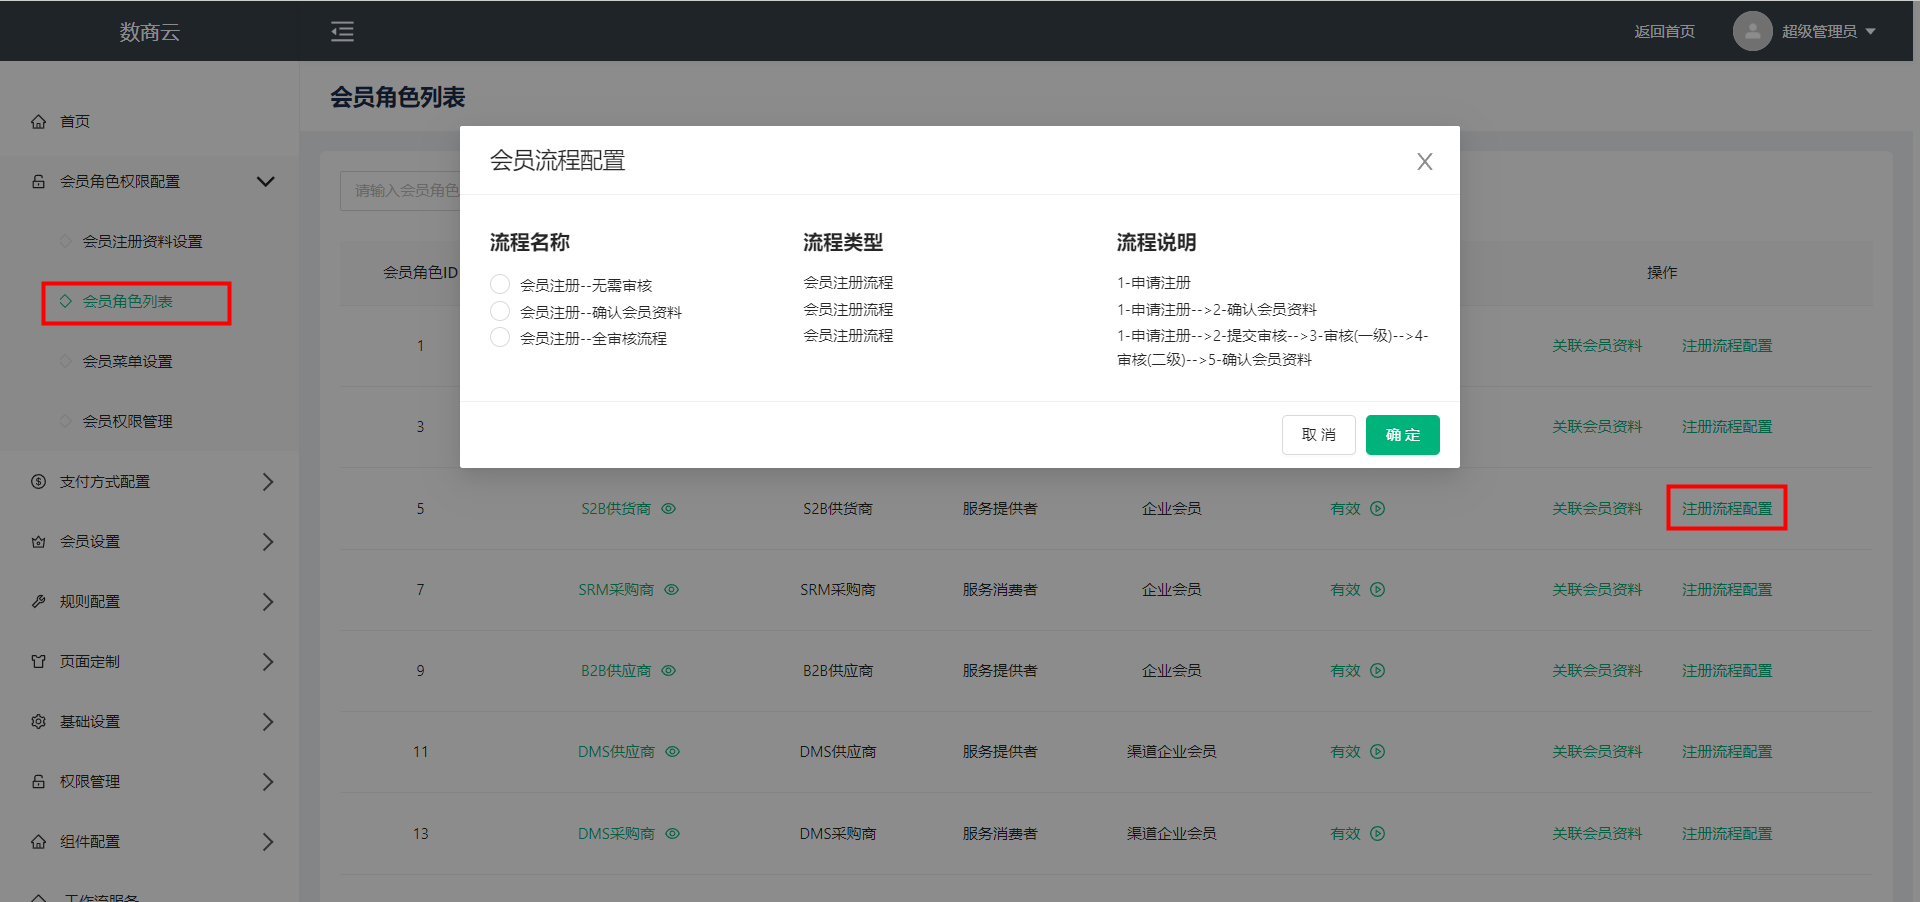 数商云
返回首页
超级管理员
首页
会员角色权限配置
会员注册资料设置
会员角色列表
会员菜单设置
会员权限管理
支付方式配置
会员设置
规则配置
页面定制
基础设置
权限管理
组件配置
工作流服务
会员角色列表
请输入会员角色
会员角色ID
操作
1
关联会员资料
注册流程配置
3
关联会员资料
注册流程配置
会员流程配置
流程名称
流程类型
流程说明
会员注册--无需审核
会员注册流程
1-申请注册
会员注册--确认会员资料
会员注册流程
1-申请注册-->2-确认会员资料
会员注册--全审核流程
会员注册流程
1-申请注册-->2-提交审核-->3-审核(一级)-->4-
审核(二级)-->5-确认会员资料
取 消
确 定
5
S2B供货商
S2B供货商
服务提供者
企业会员
有效
关联会员资料
注册流程配置
7
SRM采购商
SRM采购商
服务消费者
企业会员
有效
关联会员资料
注册流程配置
9
B2B供应商
B2B供应商
服务提供者
企业会员
有效
关联会员资料
注册流程配置
11
DMS供应商
DMS供应商
服务提供者
渠道企业会员
有效
关联会员资料
注册流程配置
13
DMS采购商
DMS采购商
服务消费者
渠道企业会员
有效
关联会员资料
注册流程配置